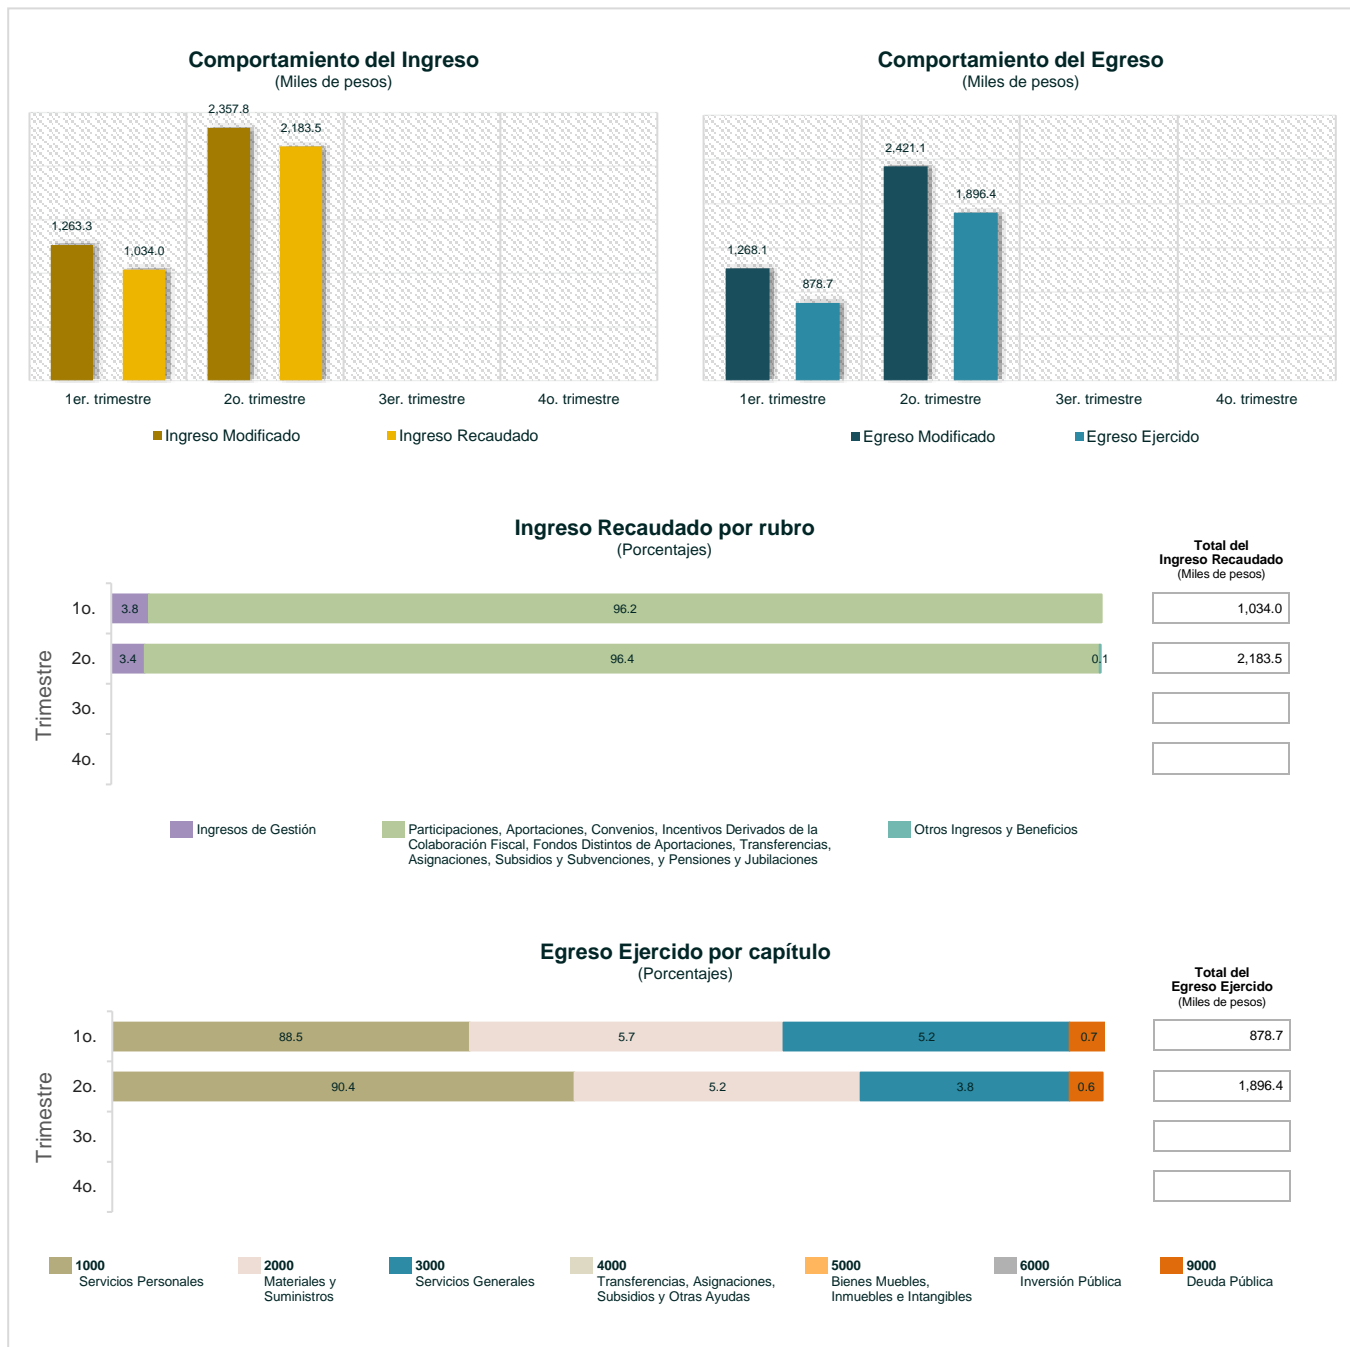 Comportamiento del Ingreso
(Miles de pesos)
2,357.8
2,183.5
1,263.3
1,034.0
1er. trimestre
2o. trimestre
3er. trimestre
4o. trimestre
Ingreso Modificado
Ingreso Recaudado
Comportamiento del Egreso
(Miles de pesos)
2,421.1
1,896.4
1,268.1
878.7
1er. trimestre
2o. trimestre
3er. trimestre
4o. trimestre
Egreso Modificado
Egreso Ejercido
Ingreso Recaudado por rubro
(Porcentajes)
Total del
Ingreso Recaudado
(Miles de pesos)
Trimestre
1o.
3.8
96.2
1,034.0
2o.
3.4
96.4
0.1
2,183.5
3o.
4o.
Ingresos de Gestión
Participaciones, Aportaciones, Convenios, Incentivos Derivados de la
Colaboración Fiscal, Fondos Distintos de Aportaciones, Transferencias,
Asignaciones, Subsidios y Subvenciones, y Pensiones y Jubilaciones
Otros Ingresos y Beneficios
Egreso Ejercido por capítulo
(Porcentajes)
Total del
Egreso Ejercido
(Miles de pesos)
Trimestre
1o.
88.5
5.7
5.2
0.7
878.7
2o.
90.4
5.2
3.8
0.6
1,896.4
3o.
4o.
1000
Servicios Personales
2000
Materiales y
Suministros
3000
Servicios Generales
4000
Transferencias, Asignaciones,
Subsidios y Otras Ayudas
5000
Bienes Muebles,
Inmuebles e Intangibles
6000
Inversión Pública
9000
Deuda Pública